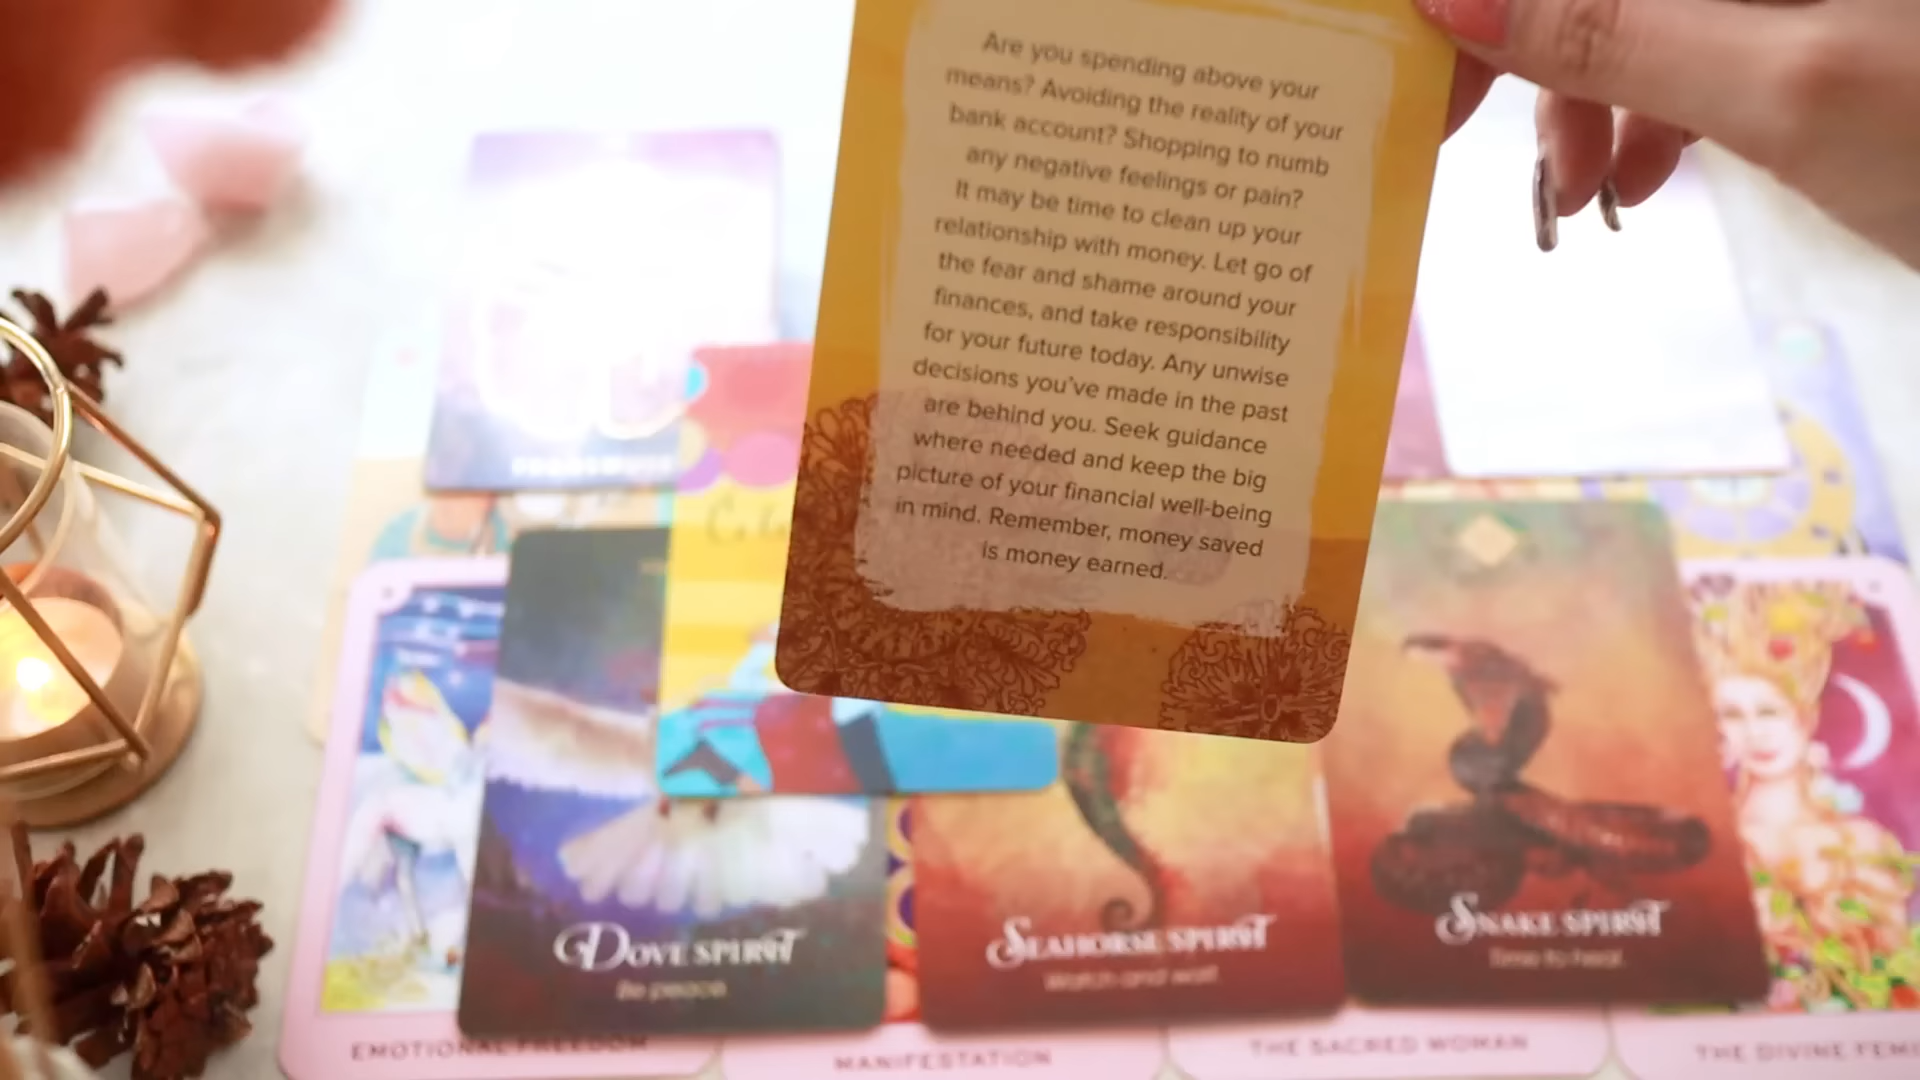 Are you spending above your
means? Avoiding the reality of your
bank account? Shopping to numb
any negative feelings or pain?
It may be time to clean up your
relationship with money. Let go of
the fear and shame around your
finances, and take responsibility
for your future today. Any unwise
decisions you've made in the past
are behind you. Seek guidance
where needed and keep the big
picture of your financial well-being
in mind. Remember, money saved
is money earned.
DOVE SPIRIT
Be peace.
SEAHORSE SPIRIT
Watch and wait.
SNAKE SPIRIT
Time to heal.
EMOTIONAL FREEDOM
MANIFESTATION
THE SACRED WOMAN
THE DIVINE FEMI